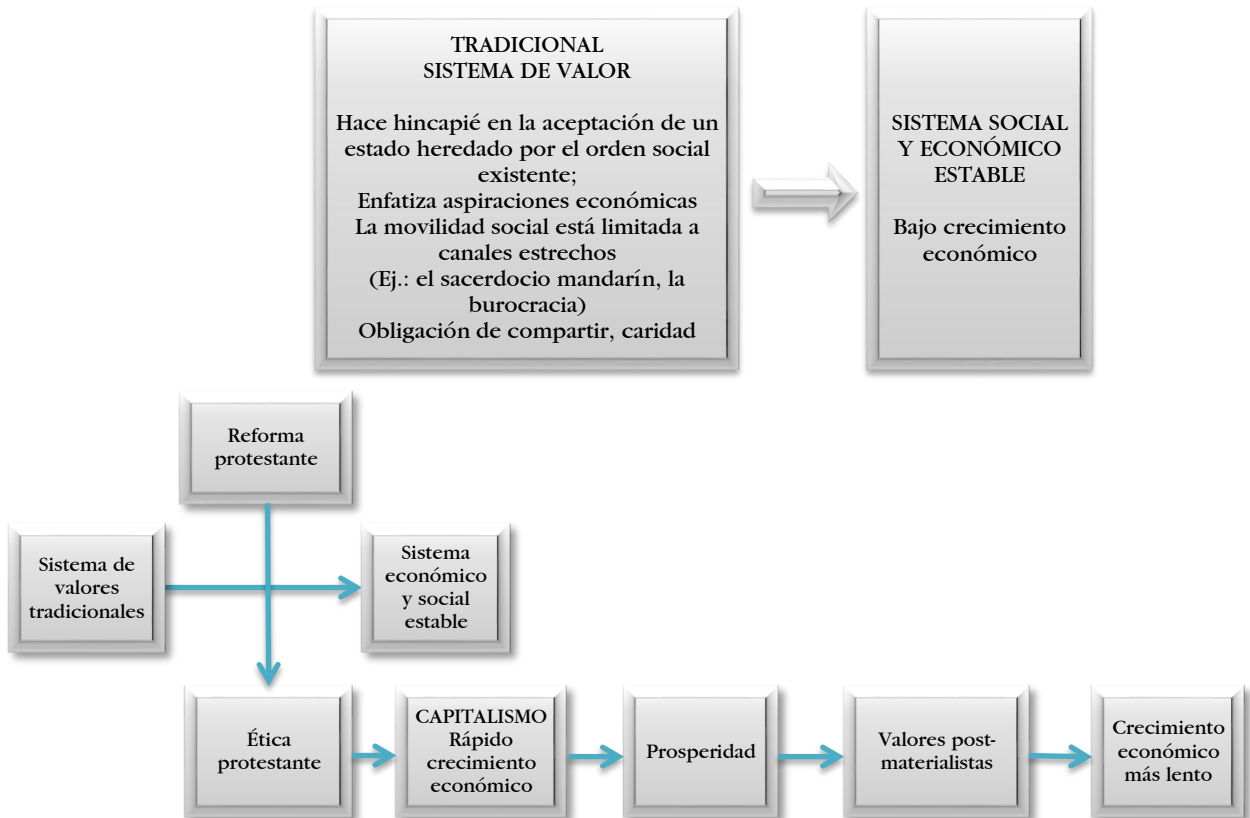 TRADICIONAL
SISTEMA DE VALOR
Hace hincapié en la aceptación de un
estado heredado por el orden social
existente;
Enfatiza aspiraciones económicas
La movilidad social está limitada a
canales estrechos
(Ej.: el sacerdocio mandarín, la
burocracia)
Obligación de compartir, caridad
SISTEMA SOCIAL
Y ECONÓMICO
ESTABLE
Bajo crecimiento
económico
Reforma
protestante
Sistema de
valores
tradicionales
Sistema
económico
y social
estable
Ética
protestante
CAPITALISMO
Rápido
crecimiento
económico
Prosperidad
Valores post-
materialistas
Crecimiento
económico
más lento